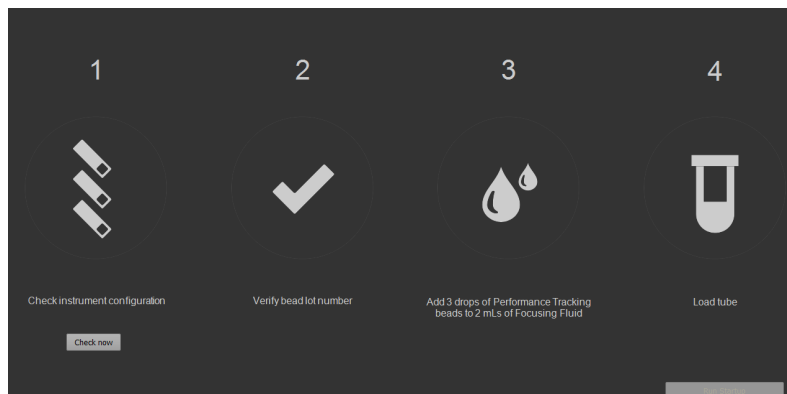 1
2
3
4
Check instrument configuration
Verify bead lot number
Add 3 drops of Performance Tracking
beads to 2 mLs of Focusing Fluid
Load tube
Check now